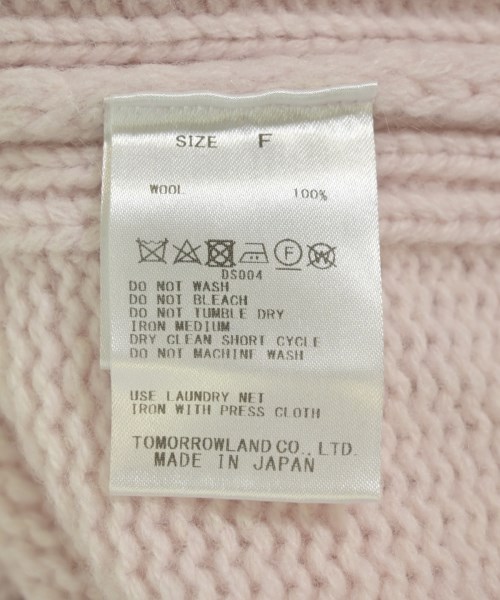 SIZE F
WOOL 100%
F W
DS004
DO NOT WASH
DO NOT BLEACH
DO NOT TUMBLE DRY
IRON MEDIUM
DRY CLEAN SHORT CYCLE
DO NOT MACHINE WASH
USE LAUNDRY NET
IRON WITH PRESS CLOTH
TOMORROWLAND CO., LTD.
MADE IN JAPAN